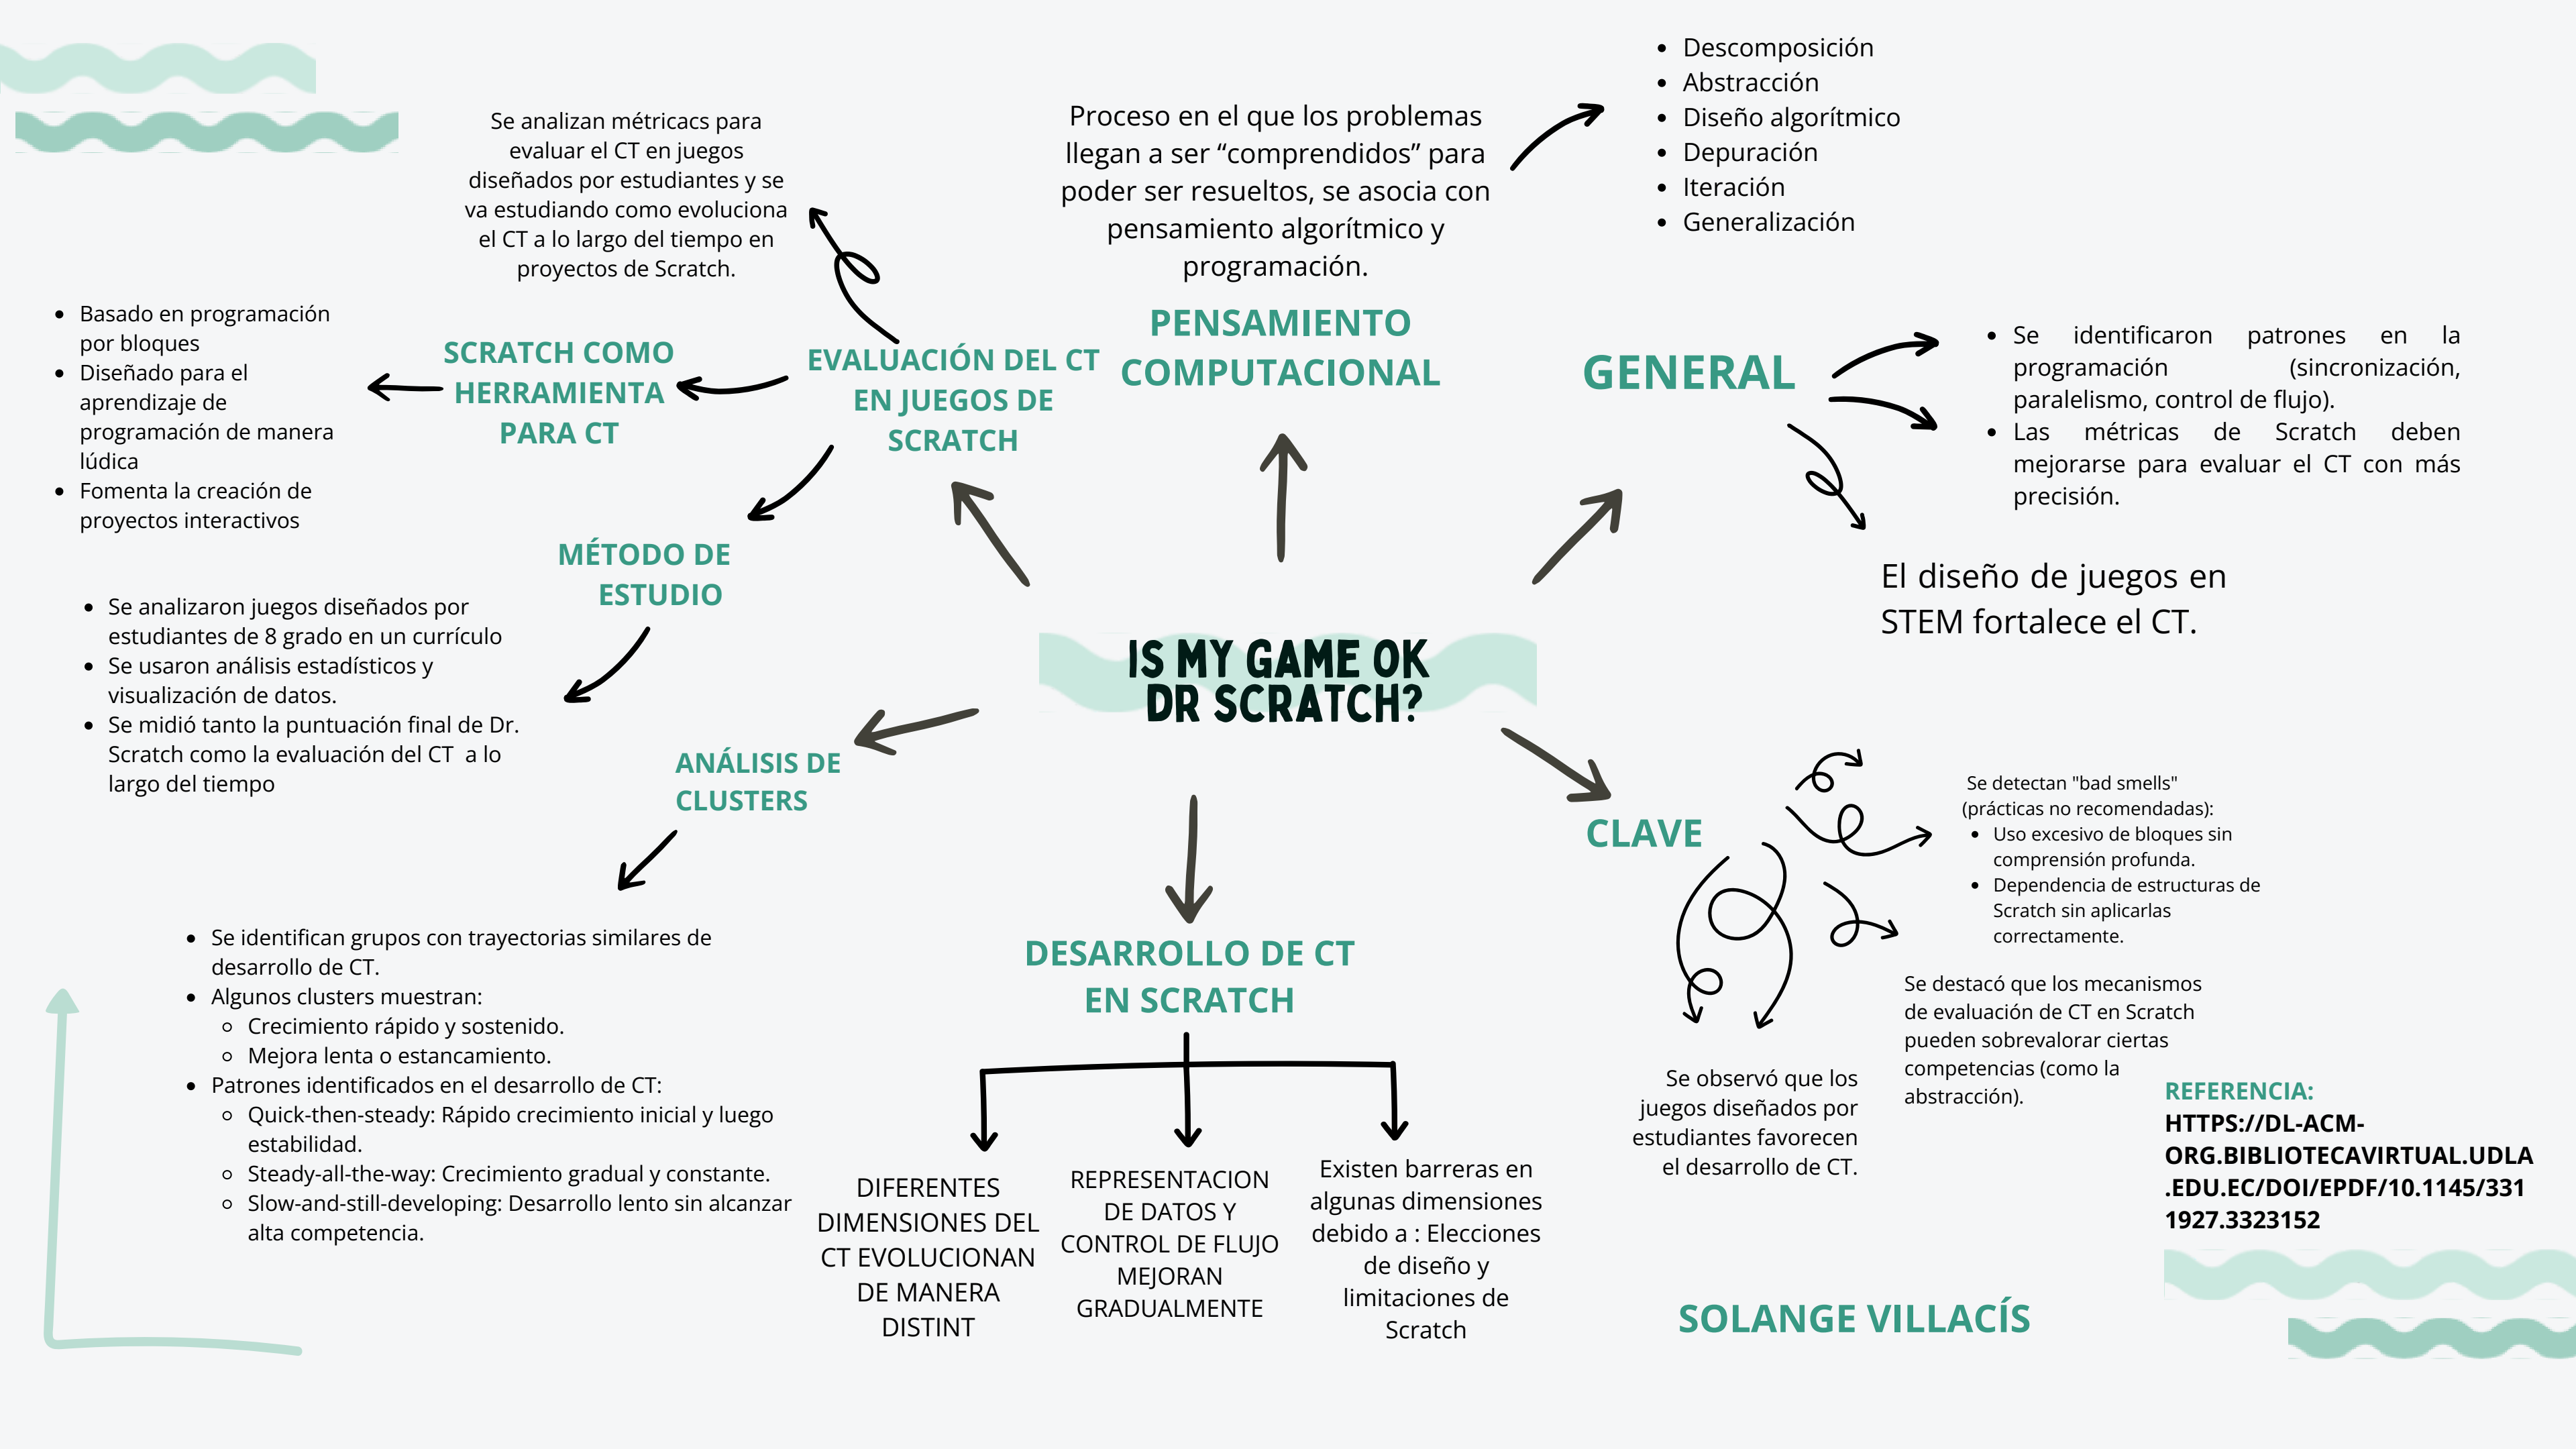 Se analizan métricacs para
evaluar el CT en juegos
diseñados por estudiantes y se
va estudiando como evoluciona
el CT a lo largo del tiempo en
proyectos de Scratch.
Proceso en el que los problemas
llegan a ser “comprendidos” para
poder ser resueltos, se asocia con
pensamiento algorítmico y
programación.
• Descomposición
• Abstracción
• Diseño algorítmico
• Depuración
• Iteración
• Generalización
• Basado en programación
por bloques
• Diseñado para el
aprendizaje de
programación de manera
lúdica
• Fomenta la creación de
proyectos interactivos
SCRATCH COMO
HERRAMIENTA
PARA CT
EVALUACIÓN DEL CT
EN JUEGOS DE
SCRATCH
PENSAMIENTO
COMPUTACIONAL
GENERAL
• Se identificaron patrones en la
programación (sincronización,
paralelismo, control de flujo).
• Las métricas de Scratch deben
mejorarse para evaluar el CT con más
precisión.
El diseño de juegos en
STEM fortalece el CT.
MÉTODO DE
ESTUDIO
• Se analizaron juegos diseñados por
estudiantes de 8 grado en un currículo
• Se usaron análisis estadísticos y
visualización de datos.
• Se midió tanto la puntuación final de Dr.
Scratch como la evaluación del CT  a lo
largo del tiempo
IS MY GAME OK
DR SCRATCH?
ANÁLISIS DE
CLUSTERS
• Se identifican grupos con trayectorias similares de
desarrollo de CT.
• Algunos clusters muestran:
◦ Crecimiento rápido y sostenido.
◦ Mejora lenta o estancamiento.
• Patrones identificados en el desarrollo de CT:
◦ Quick-then-steady: Rápido crecimiento inicial y luego
estabilidad.
◦ Steady-all-the-way: Crecimiento gradual y constante.
◦ Slow-and-still-developing: Desarrollo lento sin alcanzar
alta competencia.
DESARROLLO DE CT
EN SCRATCH
DIFERENTES
DIMENSIONES DEL
CT EVOLUCIONAN
DE MANERA
DISTINT
REPRESENTACION
DE DATOS Y
CONTROL DE FLUJO
MEJORAN
GRADUALMENTE
Existen barreras en
algunas dimensiones
debido a : Elecciones
de diseño y
limitaciones de
Scratch
CLAVE
Se detectan "bad smells"
(prácticas no recomendadas):
• Uso excesivo de bloques sin
comprensión profunda.
• Dependencia de estructuras de
Scratch sin aplicarlas
correctamente.
Se destacó que los mecanismos
de evaluación de CT en Scratch
pueden sobrevalorar ciertas
competencias (como la
abstracción).
Se observó que los
juegos diseñados por
estudiantes favorecen
el desarrollo de CT.
REFERENCIA:
HTTPS://DL-ACM-
ORG.BIBLIOTECAVIRTUAL.UDLA
.EDU.EC/DOI/EPDF/10.1145/331
1927.3323152
SOLANGE VILLACÍS